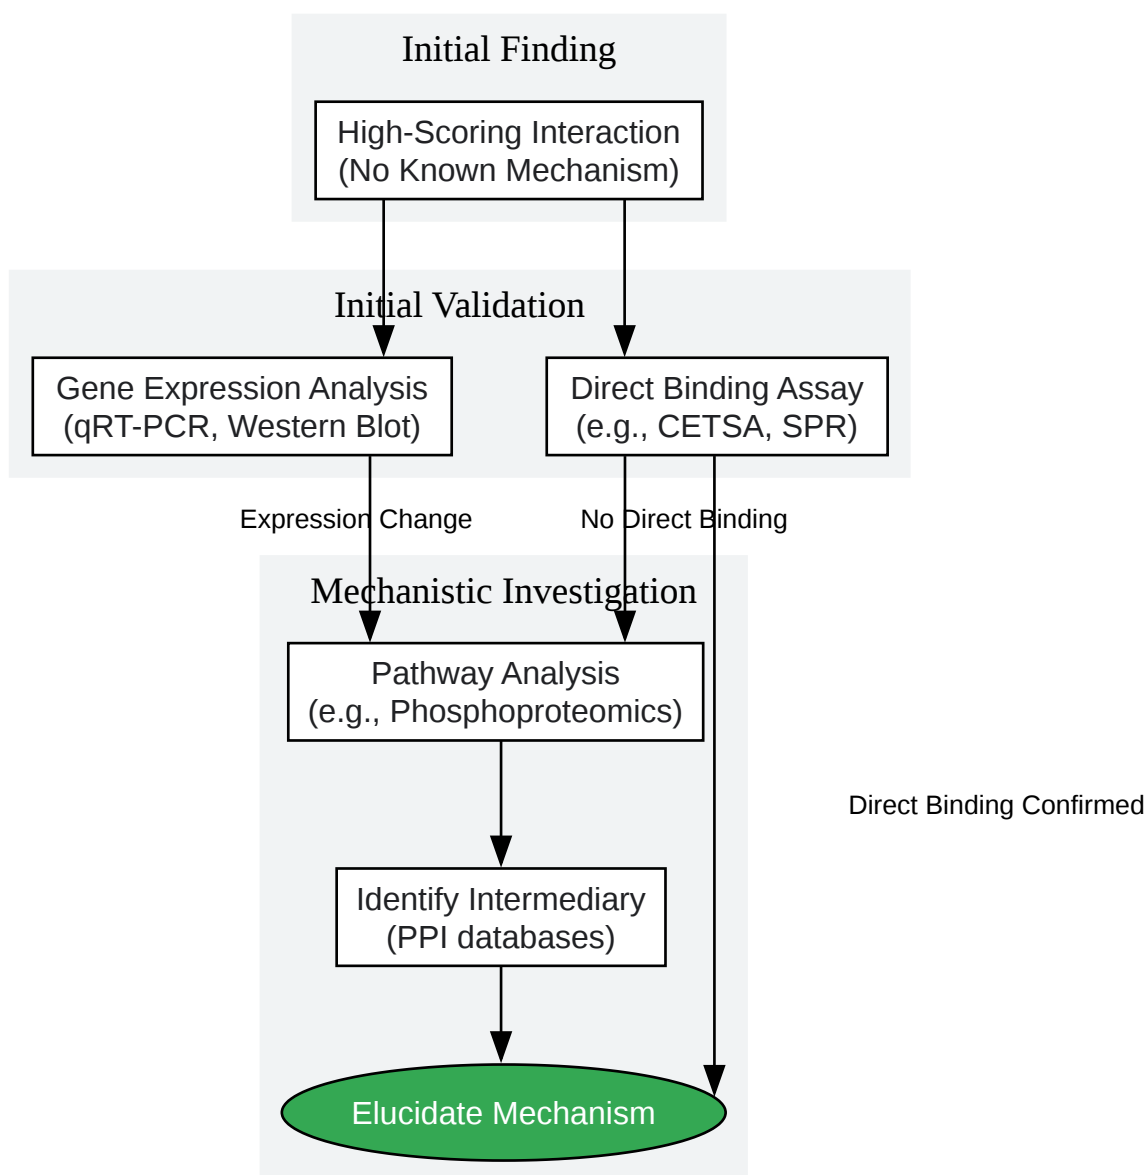 Initial Finding
High-Scoring Interaction
(No Known Mechanism)
Initial Validation
Gene Expression Analysis
(qRT-PCR, Western Blot)
Direct Binding Assay
(e.g., CETSA, SPR)
Expression Change
No Direct Binding
Mechanistic Investigation
Pathway Analysis
(e.g., Phosphoproteomics)
Direct Binding Confirmed
Identify Intermediary
(PPI databases)
Elucidate Mechanism